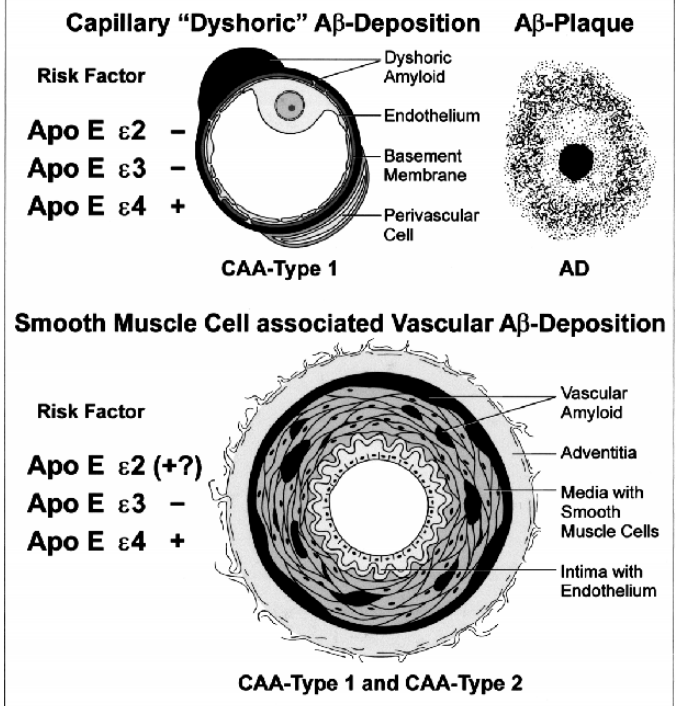 Capillary “Dyshoric” Aβ-Deposition
Aβ-Plaque
Risk Factor
Apo E ε2 –
Apo E ε3 –
Apo E ε4 +
Dyshoric
Amyloid
Endothelium
Basement
Membrane
Perivascular
Cell
CAA-Type 1
AD
Smooth Muscle Cell associated Vascular Aβ-Deposition
Risk Factor
Apo E ε2 (+?)
Apo E ε3 –
Apo E ε4 +
Vascular
Amyloid
Adventitia
Media with
Smooth
Muscle Cells
Intima with
Endothelium
CAA-Type 1 and CAA-Type 2